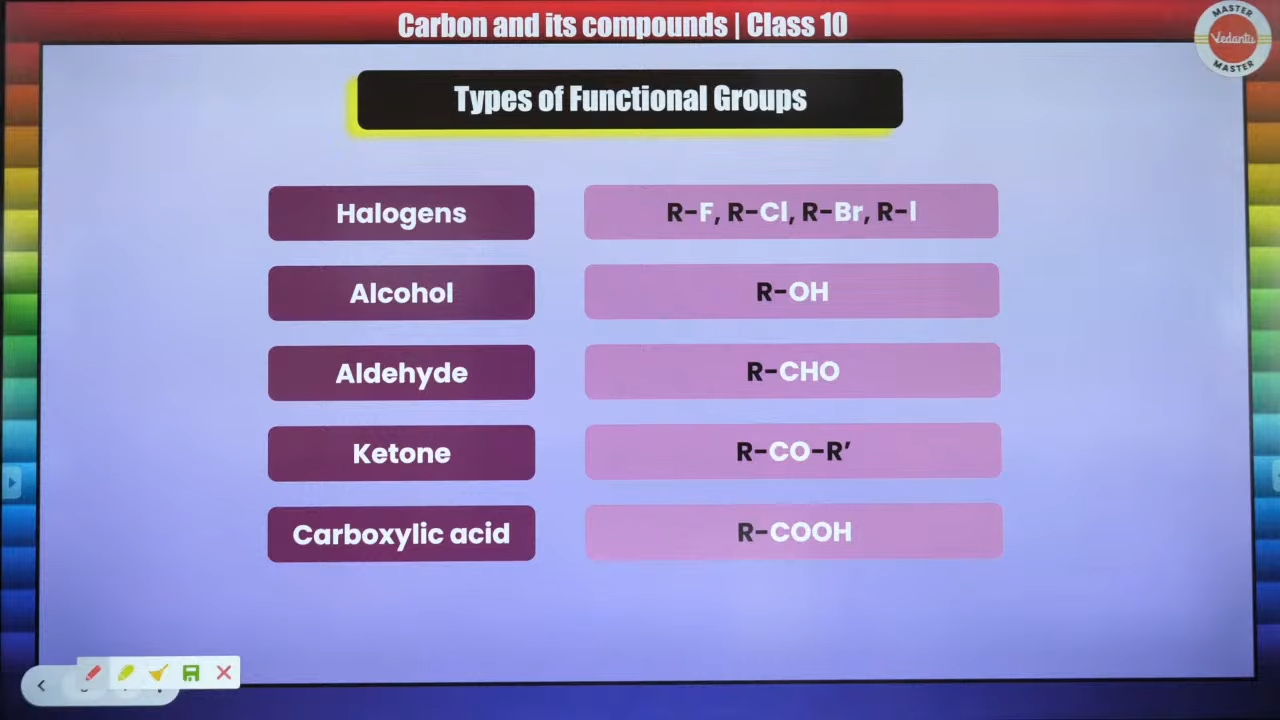 Carbon and its compounds | Class 10
MASTER
Vedantu
MASTER
Types of Functional Groups
Halogens
R-F, R-Cl, R-Br, R-I
Alcohol
R-OH
Aldehyde
R-CHO
Ketone
R-CO-R’
Carboxylic acid
R-COOH